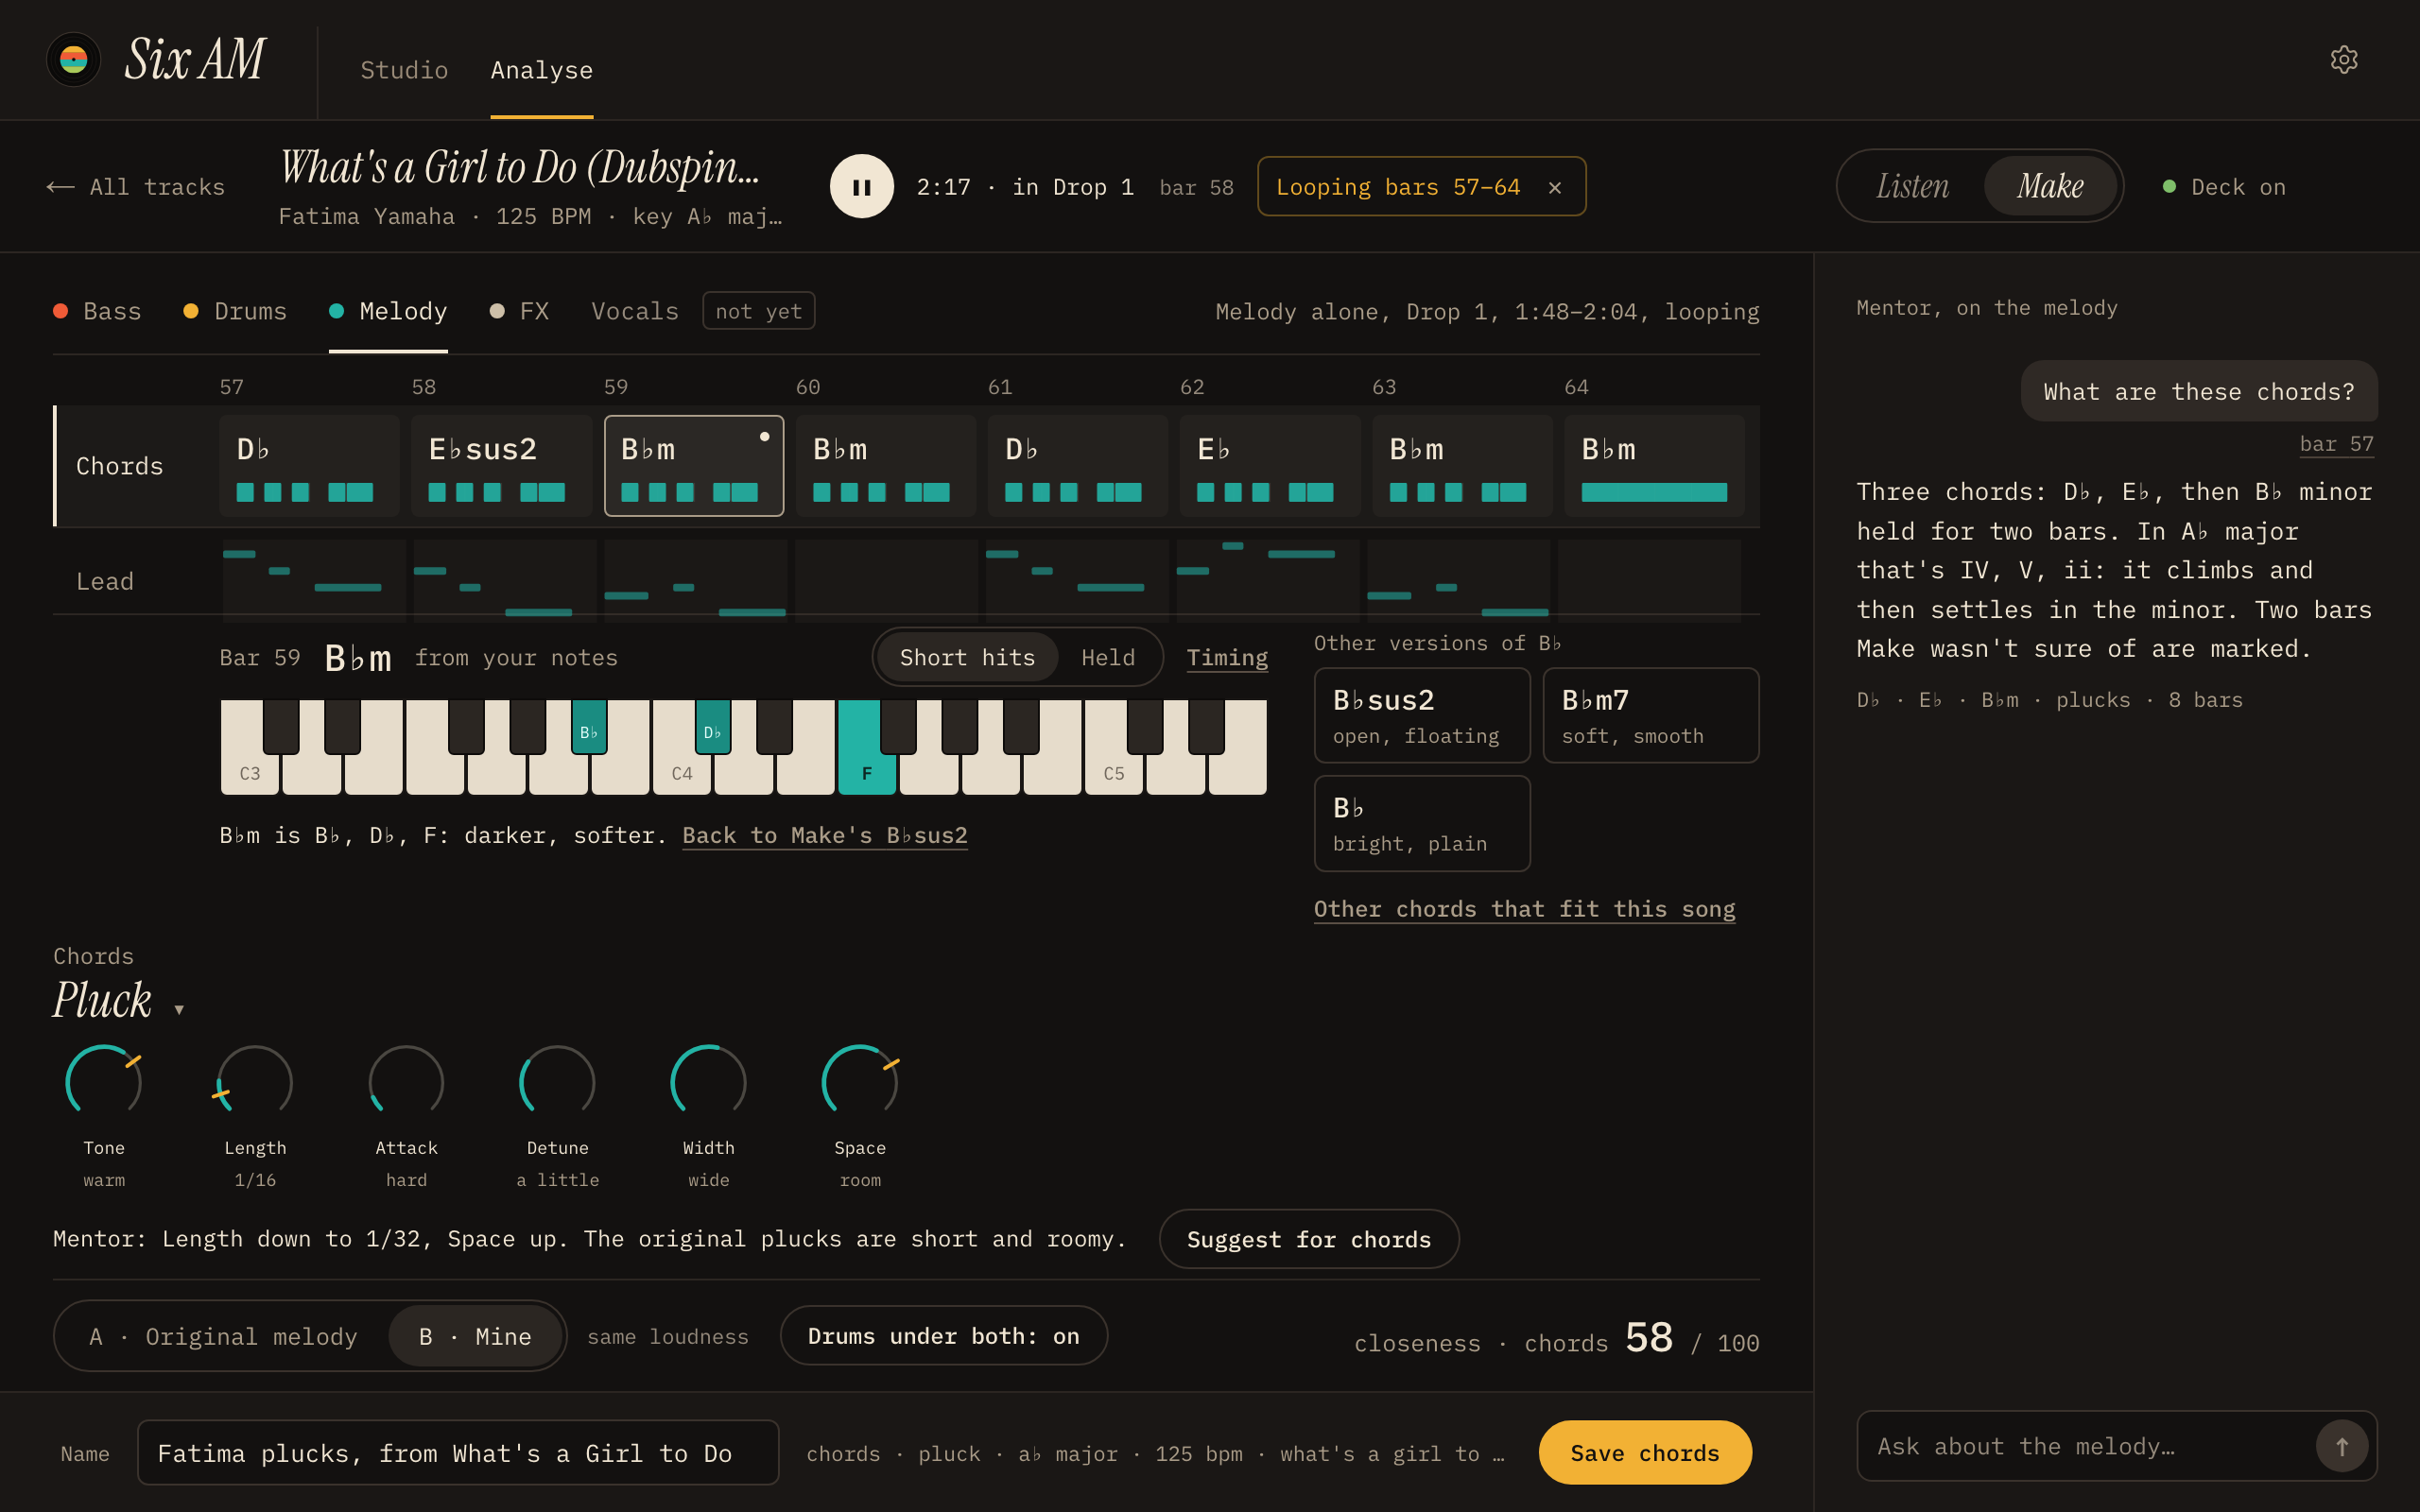 Six AM
Studio
Analyse
← All tracks
What's a Girl to Do (Dubspin…
Fatima Yamaha · 125 BPM · key A♭ maj…
2:17 · in Drop 1
bar 58
Looping bars 57–64 ×
Listen
Make
Deck on
Bass
Drums
Melody
FX
Vocals
not yet
Melody alone, Drop 1, 1:48–2:04, looping
57 58 59 60 61 62 63 64
Chords
D♭ E♭sus2 B♭m B♭m D♭ E♭ B♭m B♭m
Lead
Bar 59 B♭m from your notes
Short hits
Held
Timing
B♭ D♭
C3 C4 F C5
B♭m is B♭, D♭, F: darker, softer. Back to Make's B♭sus2
Other versions of B♭
B♭sus2
open, floating
B♭m7
soft, smooth
B♭
bright, plain
Other chords that fit this song
Chords
Pluck ▾
Tone Length Attack Detune Width Space
warm 1/16 hard a little wide room
Mentor: Length down to 1/32, Space up. The original plucks are short and roomy.
Suggest for chords
A · Original melody
B · Mine
same loudness
Drums under both: on
closeness · chords 58 / 100
Name
Fatima plucks, from What's a Girl to Do
chords · pluck · a♭ major · 125 bpm · what's a girl to …
Save chords
Mentor, on the melody
What are these chords?
bar 57
Three chords: D♭, E♭, then B♭ minor
held for two bars. In A♭ major
that's IV, V, ii: it climbs and
then settles in the minor. Two bars
Make wasn't sure of are marked.
D♭ · E♭ · B♭m · plucks · 8 bars
Ask about the melody…
↑